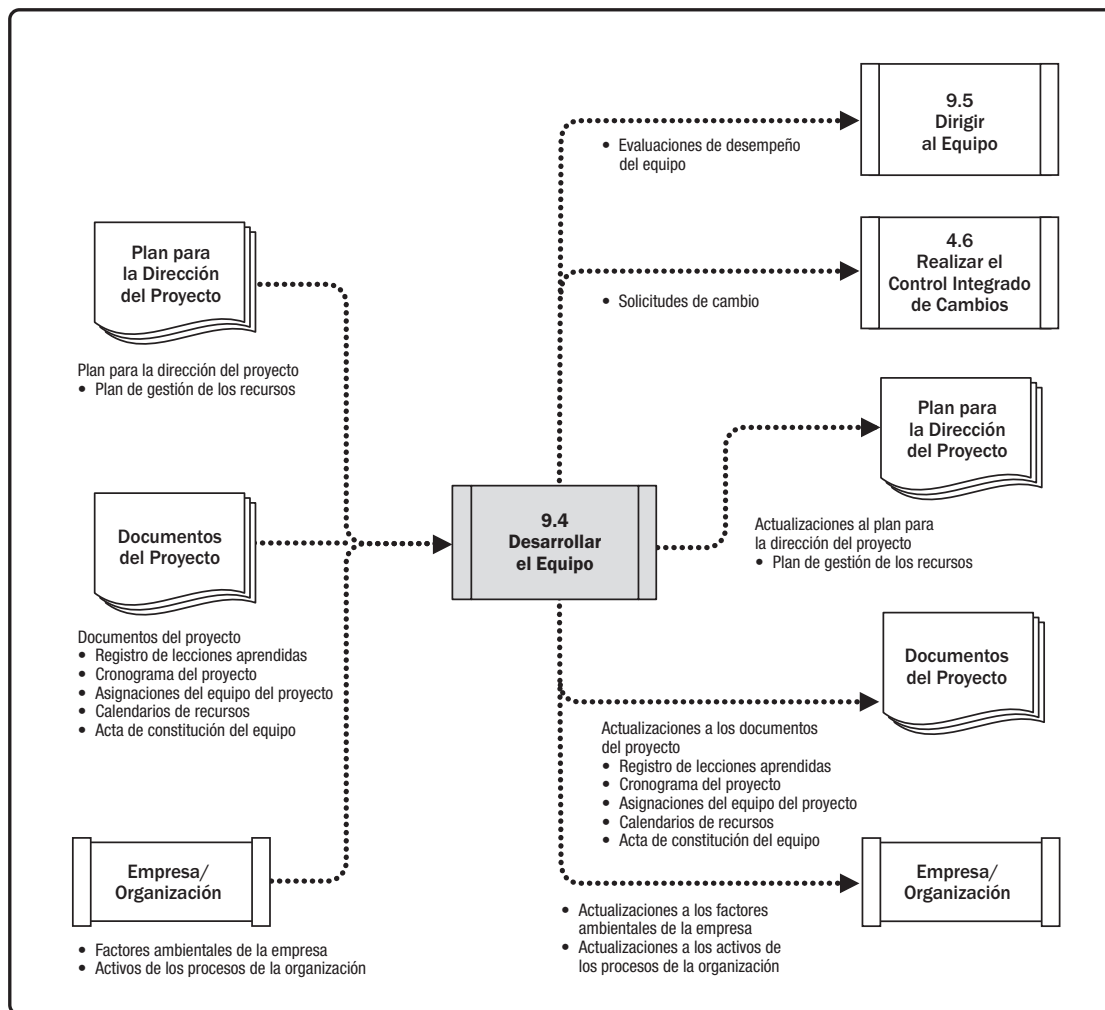 Plan para
la Dirección
del Proyecto
Plan para la dirección del proyecto
• Plan de gestión de los recursos
Documentos
del Proyecto
Documentos del proyecto
• Registro de lecciones aprendidas
• Cronograma del proyecto
• Asignaciones del equipo del proyecto
• Calendarios de recursos
• Acta de constitución del equipo
Empresa/
Organización
• Factores ambientales de la empresa
• Activos de los procesos de la organización
9.4
Desarrollar
el Equipo
• Evaluaciones de desempeño
del equipo
9.5
Dirigir
al Equipo
• Solicitudes de cambio
4.6
Realizar el
Control Integrado
de Cambios
Plan para
la Dirección
del Proyecto
Actualizaciones al plan para
la dirección del proyecto
• Plan de gestión de los recursos
Documentos
del Proyecto
Actualizaciones a los documentos
del proyecto
• Registro de lecciones aprendidas
• Cronograma del proyecto
• Asignaciones del equipo del proyecto
• Calendarios de recursos
• Acta de constitución del equipo
Empresa/
Organización
• Actualizaciones a los factores
ambientales de la empresa
• Actualizaciones a los activos de
los procesos de la organización